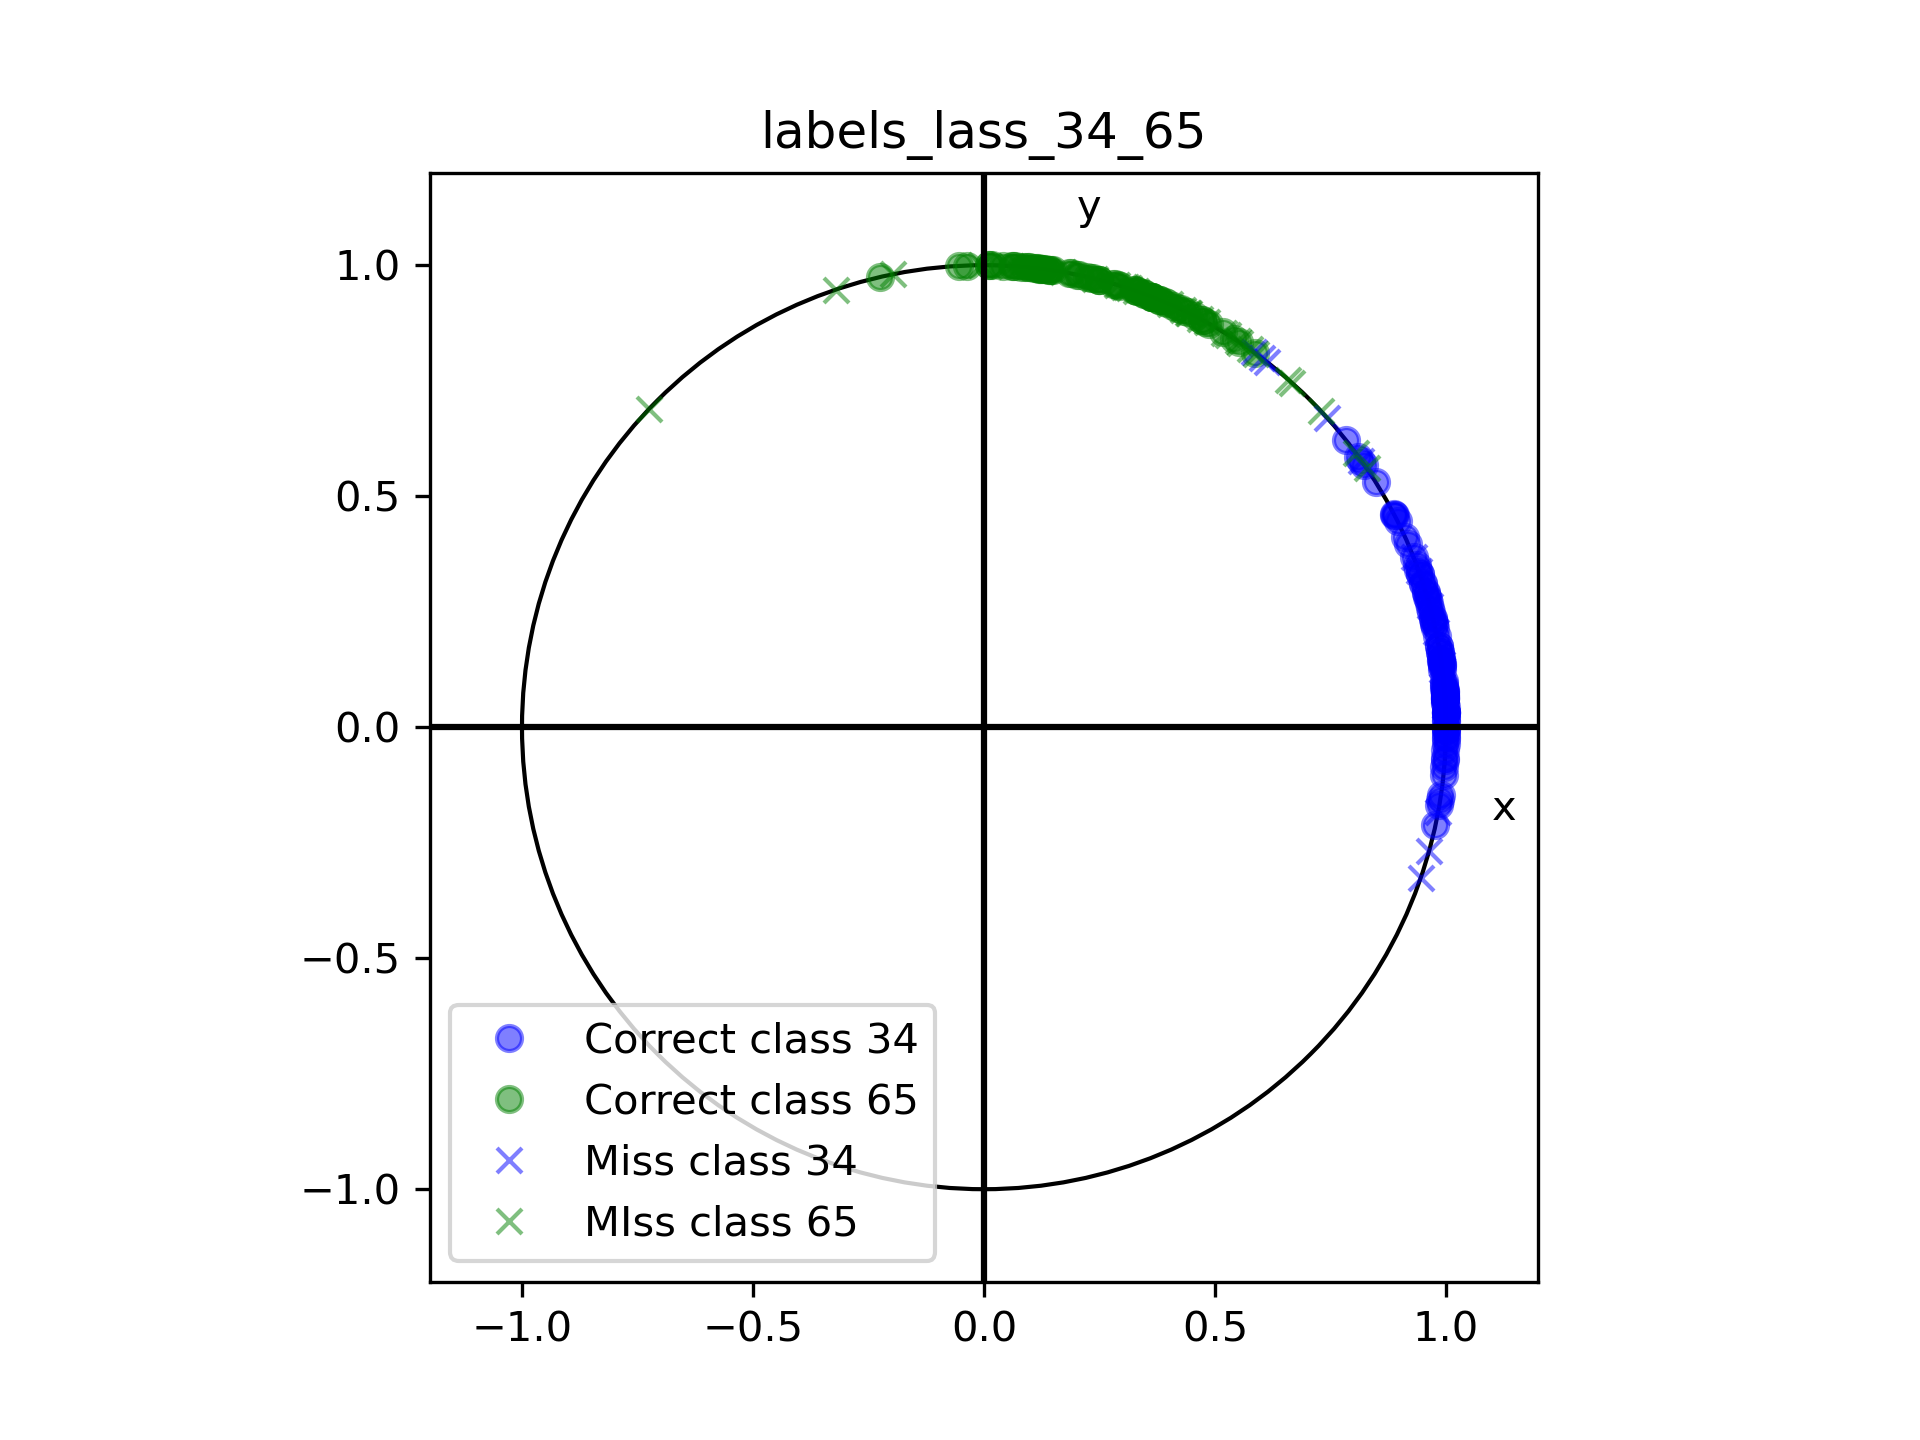 labels_lass_34_65
y
1.0
0.5
0.0
x
−0.5
−1.0
Correct class 34
Correct class 65
Miss class 34
MIss class 65
−1.0 −0.5 0.0 0.5 1.0